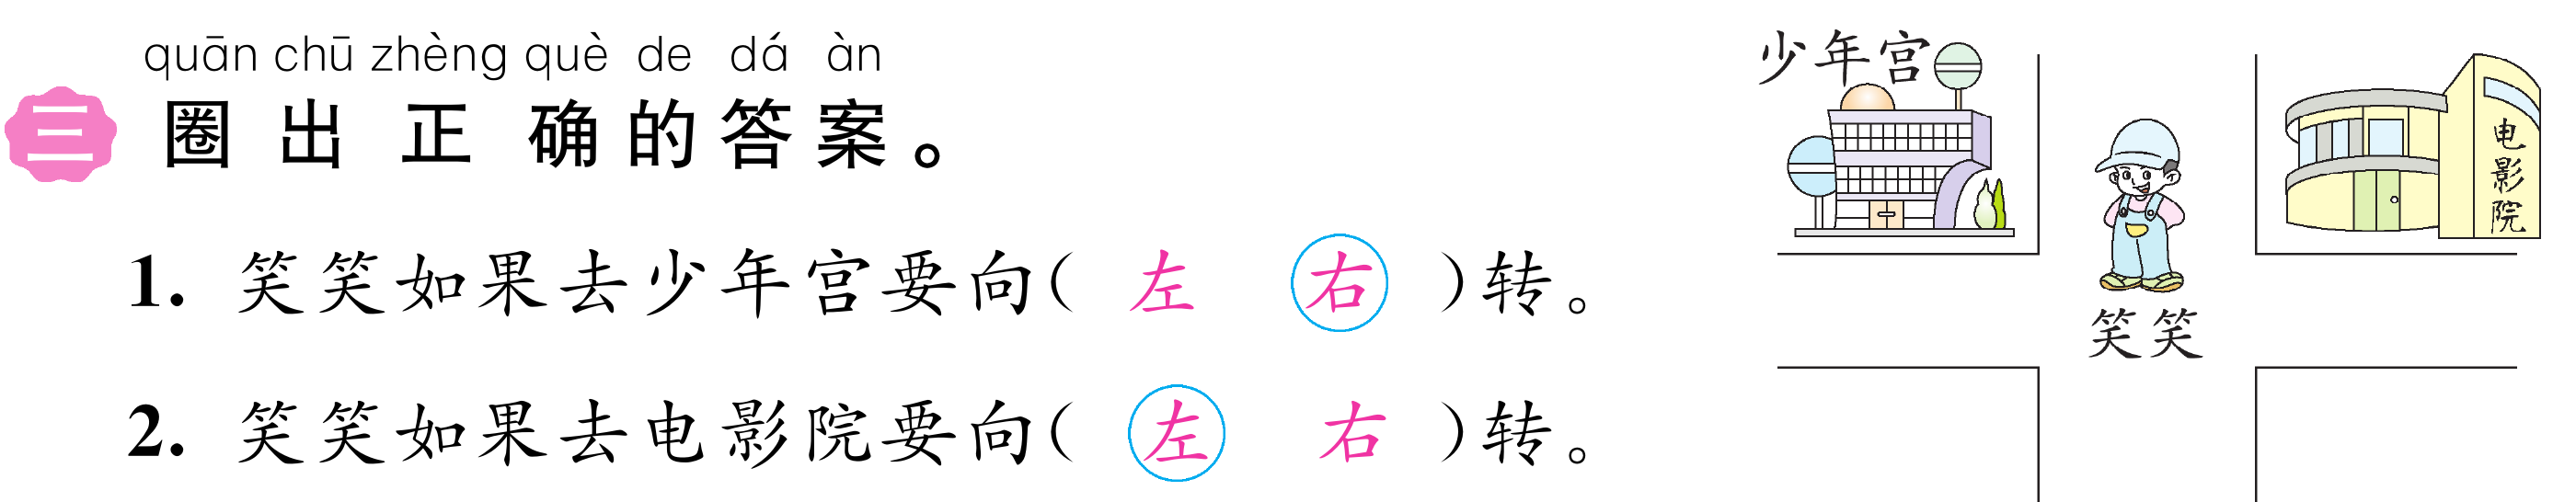 quān chū zhèng què de dá àn
三 圈出正确的答案。
1. 笑笑如果去少年宫要向( 左 右 )转。
2. 笑笑如果去电影院要向( 左 右 )转。
少年宫
电影院
笑笑